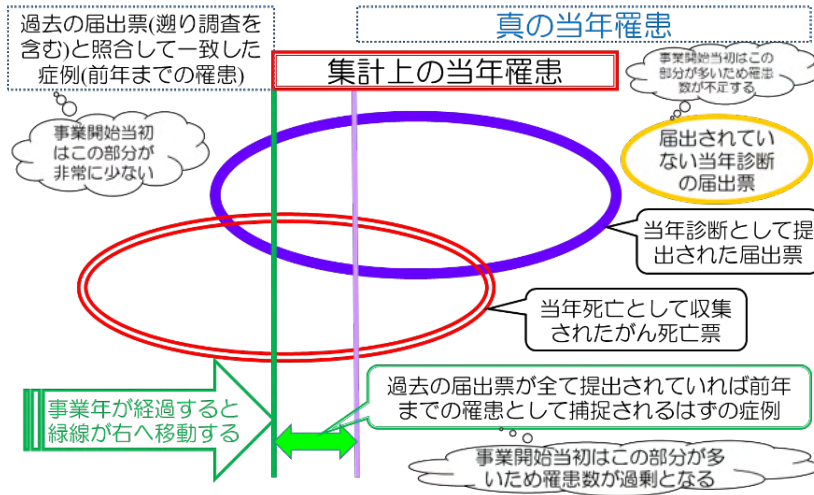 過去の届出票(遡り調査を
含む)と照合して一致した
症例(前年までの罹患)
真の当年罹患
集計上の当年罹患
事業開始当初はこの
部分が多いため罹患
数が不足する
事業開始当初
はこの部分が
非常に少ない
届出されてい
ない当年診断
の届出票
当年診断として提
出された届出票
当年死亡として収集
されたがん死亡票
事業年が経過すると
緑線が右へ移動する
過去の届出票が全て提出されていれば前年
までの罹患として捕捉されるはずの症例
事業開始当初はこの部分が多
いため罹患数が過剰となる